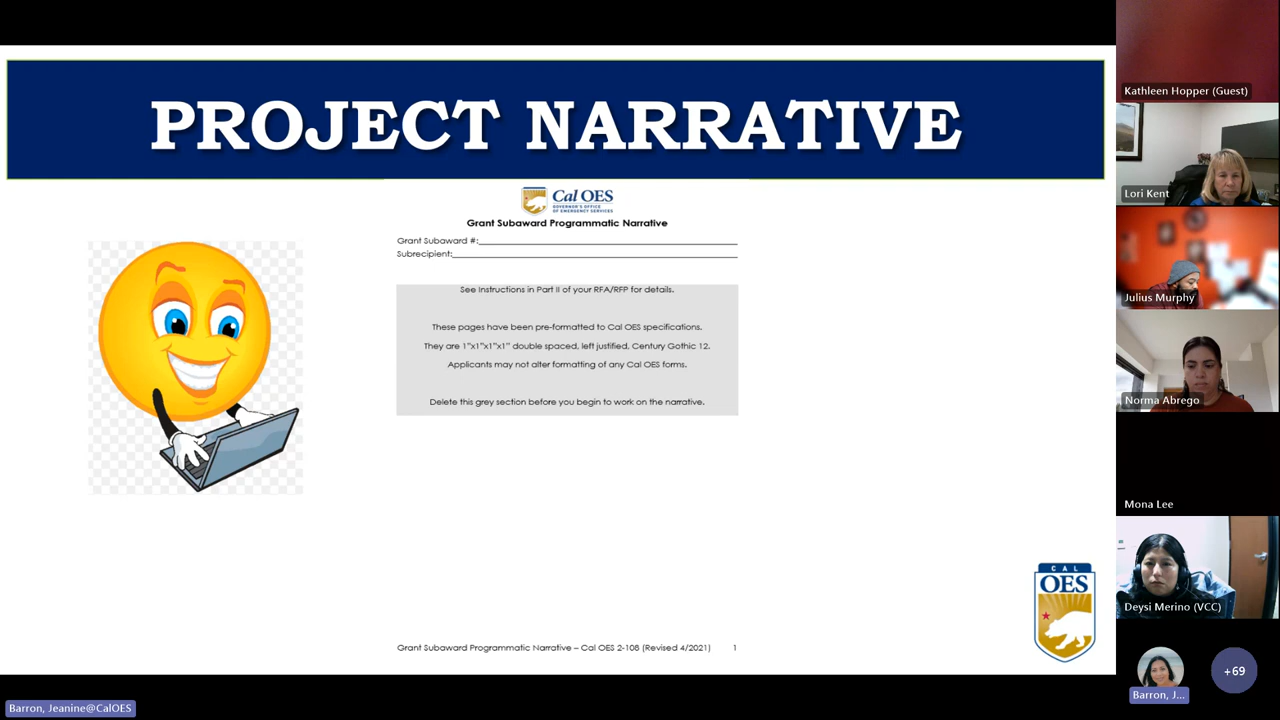 PROJECT NARRATIVE
Cal OES
GOVERNOR'S OFFICE
OF EMERGENCY SERVICES
Grant Subaward Programmatic Narrative
Grant Subaward #:
Subrecipient:
See Instructions in Part II of your RFA/RFP for details.
These pages have been pre-formatted to Cal OES specifications.
They are 1"x1"x1"x1" double spaced, left justified, Century Gothic 12.
Applicants may not alter formatting of any Cal OES forms.
Delete this grey section before you begin to work on the narrative.
Grant Subaward Programmatic Narrative – Cal OES 2-108 (Revised 4/2021) 1
CAL
OES
Barron, Jeanine@CalOES
Kathleen Hopper (Guest)
Lori Kent
Julius Murphy
Norma Abrego
Mona Lee
Deysi Merino (VCC)
Barron, J...
+69